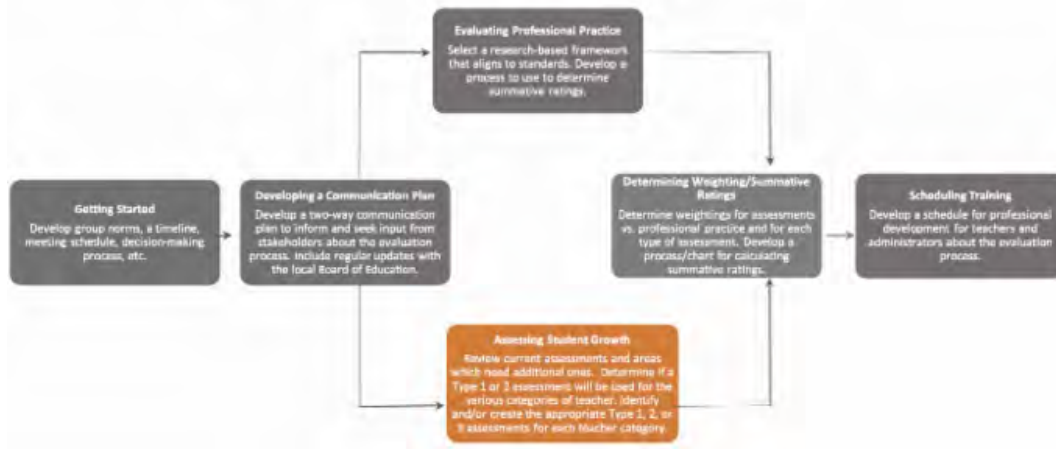 Evaluating Professional Practice
Select a research-based framework
that aligns to standards. Develop a
process to use to determine
summative ratings.
Getting Started
Develop group norms, a timeline,
meeting schedule, decision-making
process, etc.
Developing a Communication Plan
Develop a two-way communication
plan to inform and seek input from
stakeholders about the evaluation
process. Include regular updates with
the local Board of Education.
Determining Weighting/Summative
Ratings
Determine weightings for assessments
vs. professional practice and for each
type of assessment. Develop a
process/chart for calculating
summative ratings.
Scheduling Training
Develop a schedule for professional
development for teachers and
administrators about the evaluation
process.
Assessing Student Growth
Review current assessments and areas
which need additional ones. Determine if a
Type 1 or 2 assessment will be used for the
various categories of teacher. Identify
and/or create the appropriate Type 1, 2, or
3 assessments for each teacher category.